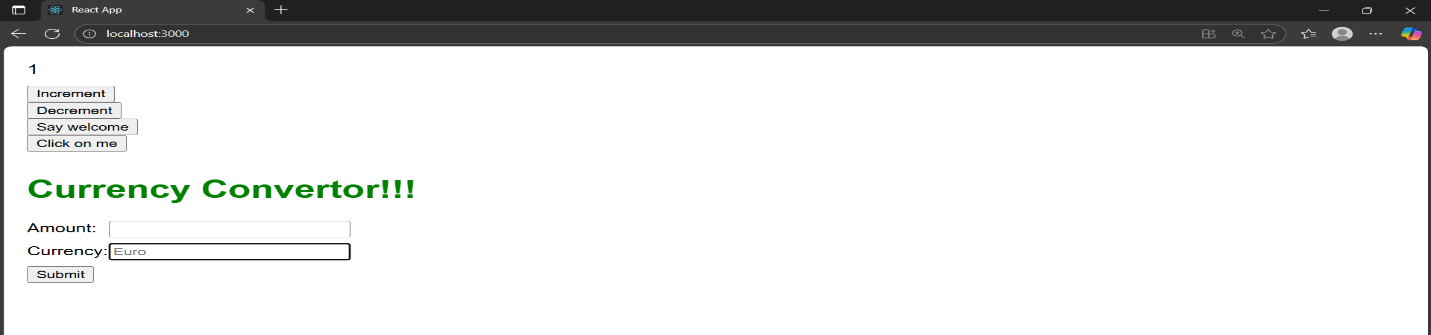 React App
localhost:3000
1
Increment
Decrement
Say welcome
Click on me
Currency Convertor!!!
Amount:
Currency: Euro
Submit